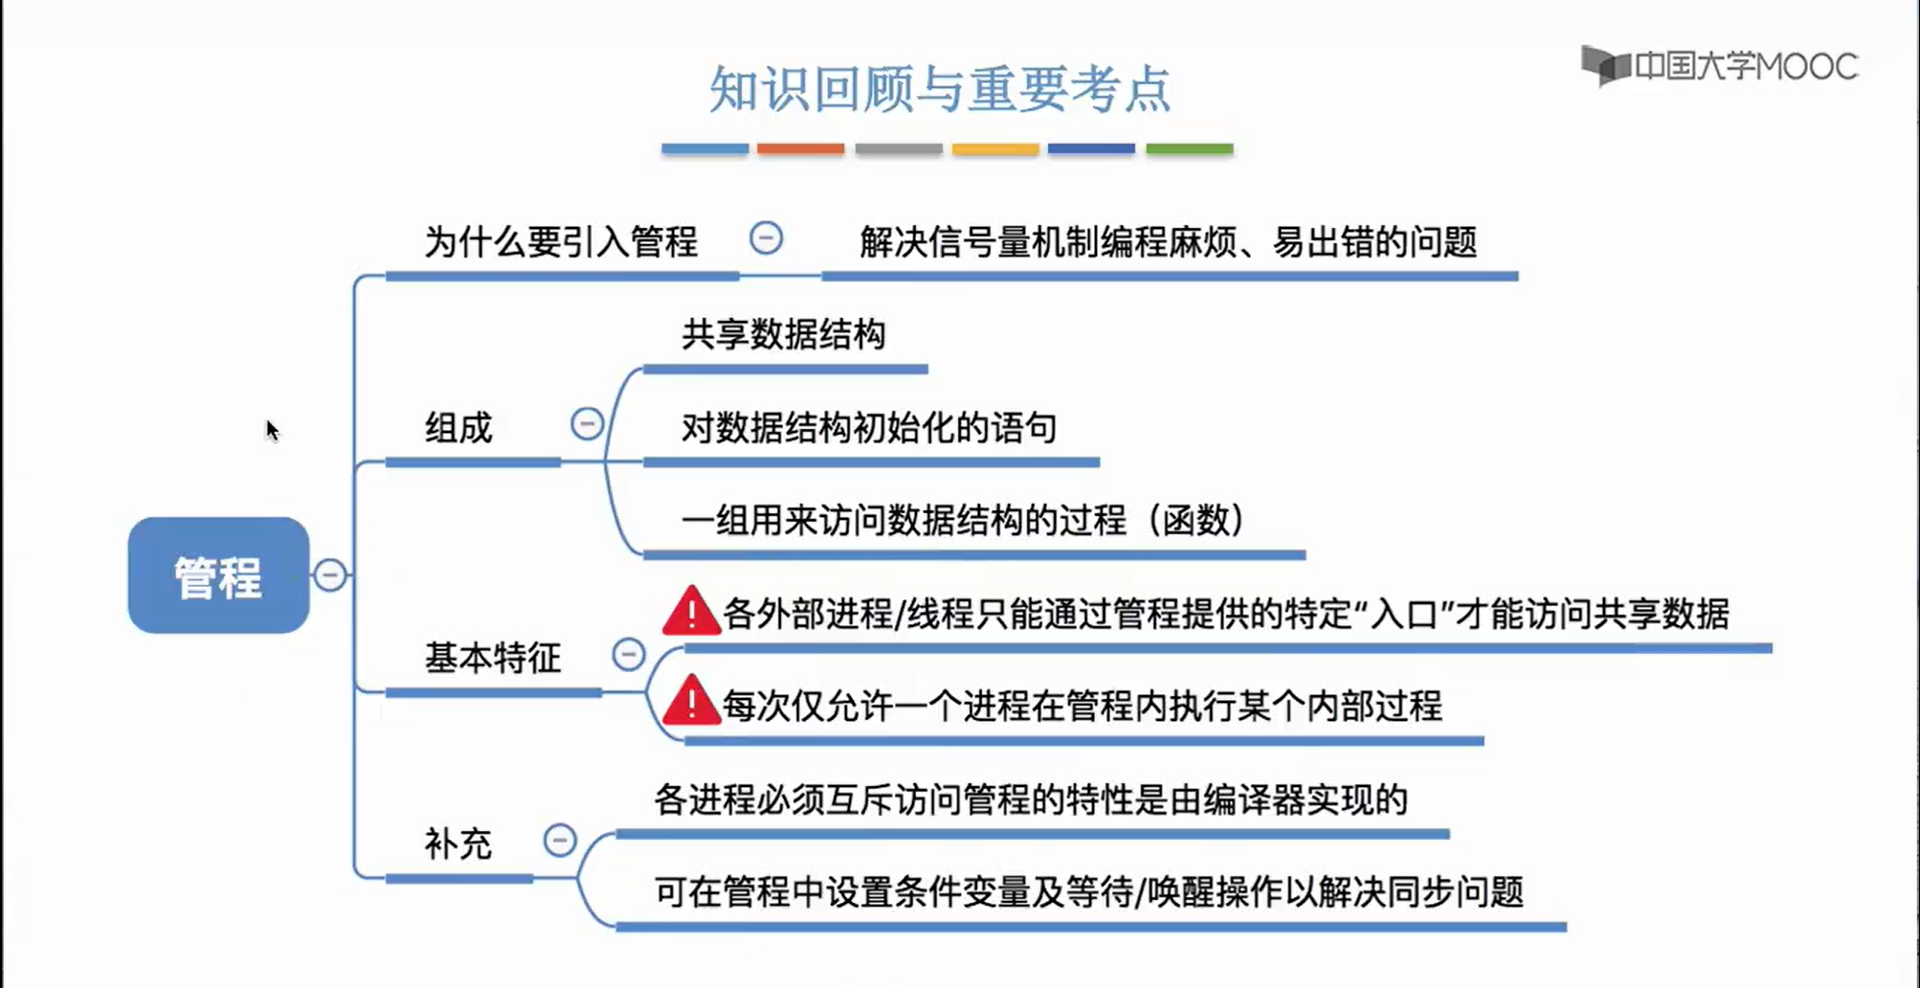 中国大学MOOC
知识回顾与重要考点
为什么要引入管程
解决信号量机制编程麻烦、易出错的问题
共享数据结构
组成
对数据结构初始化的语句
一组用来访问数据结构的过程（函数）
管程
各外部进程/线程只能通过管程提供的特定“入口”才能访问共享数据
基本特征
每次仅允许一个进程在管程内执行某个内部过程
各进程必须互斥访问管程的特性是由编译器实现的
补充
可在管程中设置条件变量及等待/唤醒操作以解决同步问题